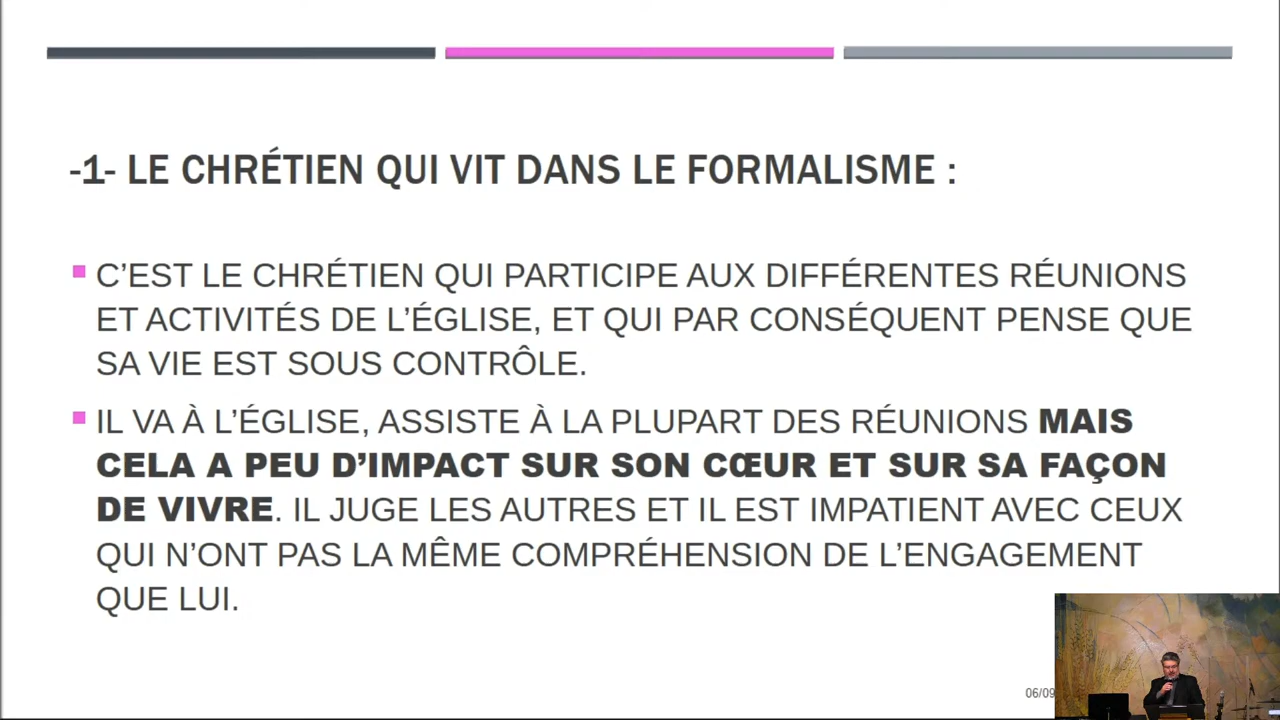 -1- LE CHRÉTIEN QUI VIT DANS LE FORMALISME :
C’EST LE CHRÉTIEN QUI PARTICIPE AUX DIFFÉRENTES RÉUNIONS
ET ACTIVITÉS DE L’ÉGLISE, ET QUI PAR CONSÉQUENT PENSE QUE
SA VIE EST SOUS CONTRÔLE.
IL VA À L’ÉGLISE, ASSISTE À LA PLUPART DES RÉUNIONS MAIS
CELA A PEU D’IMPACT SUR SON CŒUR ET SUR SA FAÇON
DE VIVRE. IL JUGE LES AUTRES ET IL EST IMPATIENT AVEC CEUX
QUI N’ONT PAS LA MÊME COMPRÉHENSION DE L’ENGAGEMENT
QUE LUI.
06/09